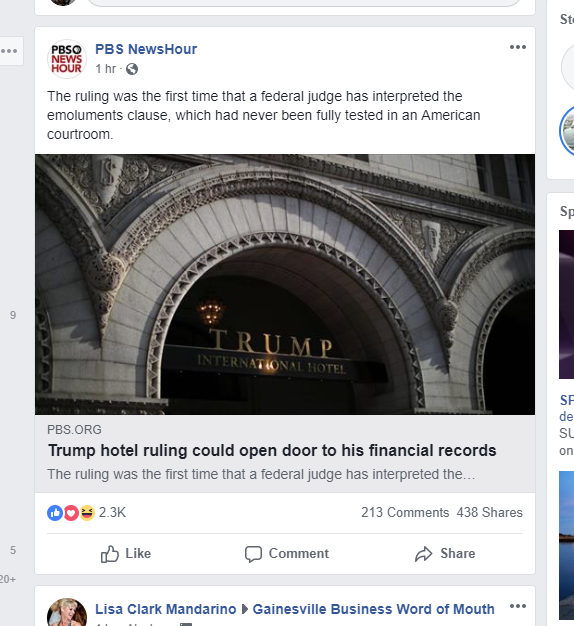 St
PBS
NEWS
HOUR
PBS NewsHour
1 hr ·
The ruling was the first time that a federal judge has interpreted the
emoluments clause, which had never been fully tested in an American
courtroom.
Sp
9
TRUMP
INTERNATIONAL HOTEL
PBS.ORG
Trump hotel ruling could open door to his financial records
The ruling was the first time that a federal judge has interpreted the...
SP
de
SU
on
2.3K
213 Comments 438 Shares
5
Like Comment Share
20+
Lisa Clark Mandarino Gainesville Business Word of Mouth